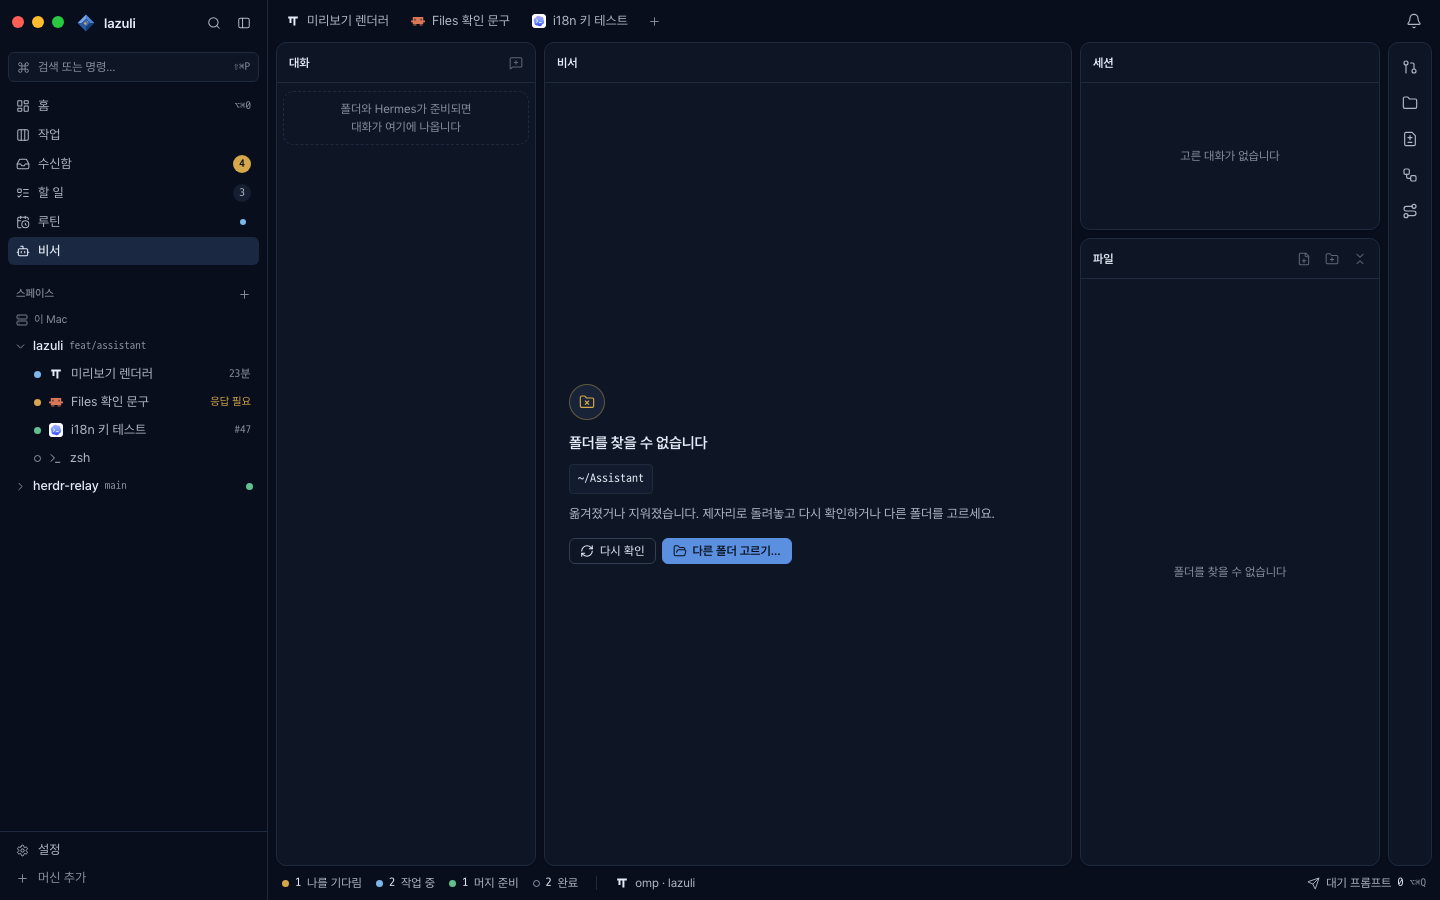 lazuli
검색 또는 명령... ⇧⌘P
홈 ⌥⌘0
작업
수신함 4
할 일 3
루틴
비서
스페이스
이 Mac
lazuli feat/assistant
미리보기 렌더러 23분
Files 확인 문구 응답 필요
i18n 키 테스트 #47
zsh
herdr-relay main
설정
머신 추가
미리보기 렌더러
Files 확인 문구
i18n 키 테스트
대화
폴더와 Hermes가 준비되면
대화가 여기에 나옵니다
비서
폴더를 찾을 수 없습니다
~/Assistant
옮겨졌거나 지워졌습니다. 제자리로 돌려놓고 다시 확인하거나 다른 폴더를 고르세요.
다시 확인
다른 폴더 고르기...
세션
고른 대화가 없습니다
파일
폴더를 찾을 수 없습니다
1 나를 기다림
2 작업 중
1 머지 준비
2 완료
omp · lazuli
대기 프롬프트 0 ⌥⌘Q